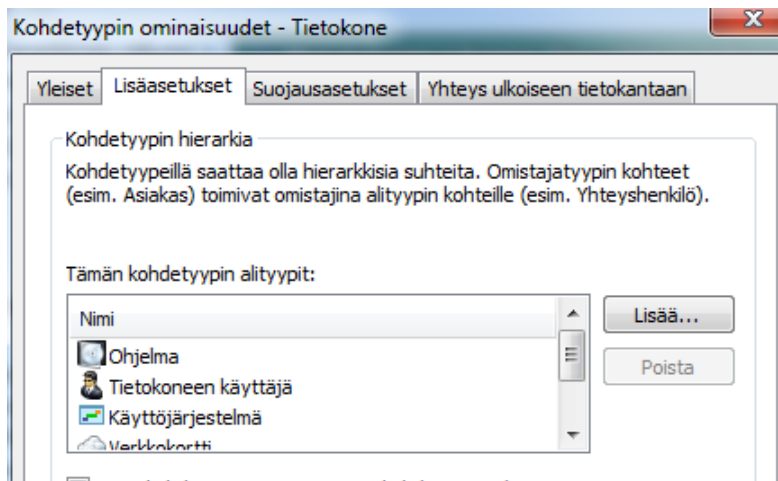 Kohdetyypin ominaisuudet - Tietokone
Yleiset Lisäasetukset Suojausasetukset Yhteys ulkoiseen tietokantaan
Kohdetyypin hierarkia
Kohdetyypeillä saattaa olla hierarkkisia suhteita. Omistajatyypin kohteet
(esim. Asiakas) toimivat omistajina alityypin kohteille (esim. Yhteyshenkilö).
Tämän kohdetyypin alityypit:
Nimi
Lisää...
Ohjelma
Poista
Tietokoneen käyttäjä
Käyttöjärjestelmä
Verkkokortti